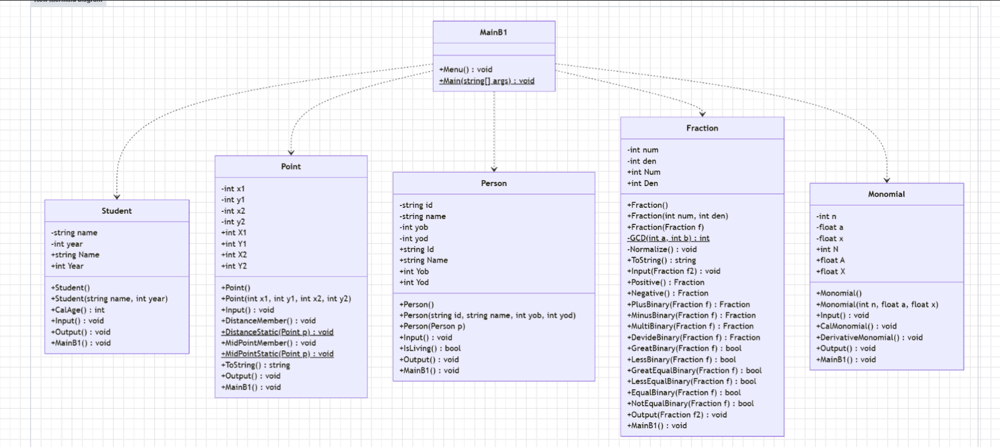 New mermaid diagram
MainB1
+Menu() : void
+Main(string[] args) : void
Student
-string name
-int year
+string Name
+int Year
+Student()
+Student(string name, int year)
+CalAge() : int
+Input() : void
+Output() : void
+MainB1() : void
Point
-int x1
-int y1
-int x2
-int y2
+int X1
+int Y1
+int X2
+int Y2
+Point()
+Point(int x1, int y1, int x2, int y2)
+Input() : void
+DistanceMember() : void
+DistanceStatic(Point p) : void
+MidPointMember() : void
+MidPointStatic(Point p) : void
+ToString() : string
+Output() : void
+MainB1() : void
Person
-string id
-string name
-int yob
-int yod
+string Id
+string Name
+int Yob
+int Yod
+Person()
+Person(string id, string name, int yob, int yod)
+Person(Person p)
+Input() : void
+IsLiving() : bool
+Output() : void
+MainB1() : void
Fraction
-int num
-int den
+int Num
+int Den
+Fraction()
+Fraction(int num, int den)
+Fraction(Fraction f)
-GCD(int a, int b) : int
-Normalize() : void
+ToString() : string
+Input(Fraction f2) : void
+Positive() : Fraction
+Negative() : Fraction
+PlusBinary(Fraction f) : Fraction
+MinusBinary(Fraction f) : Fraction
+MultiBinary(Fraction f) : Fraction
+DevideBinary(Fraction f) : Fraction
+GreatBinary(Fraction f) : bool
+LessBinary(Fraction f) : bool
+GreatEqualBinary(Fraction f) : bool
+LessEqualBinary(Fraction f) : bool
+EqualBinary(Fraction f) : bool
+NotEqualBinary(Fraction f) : bool
+Output(Fraction f2) : void
+MainB1() : void
Monomial
-int n
-float a
-float x
+int N
+float A
+float X
+Monomial()
+Monomial(int n, float a, float x)
+Input() : void
+CalMonomial() : void
+DerivativeMonomial() : void
+Output() : void
+MainB1() : void